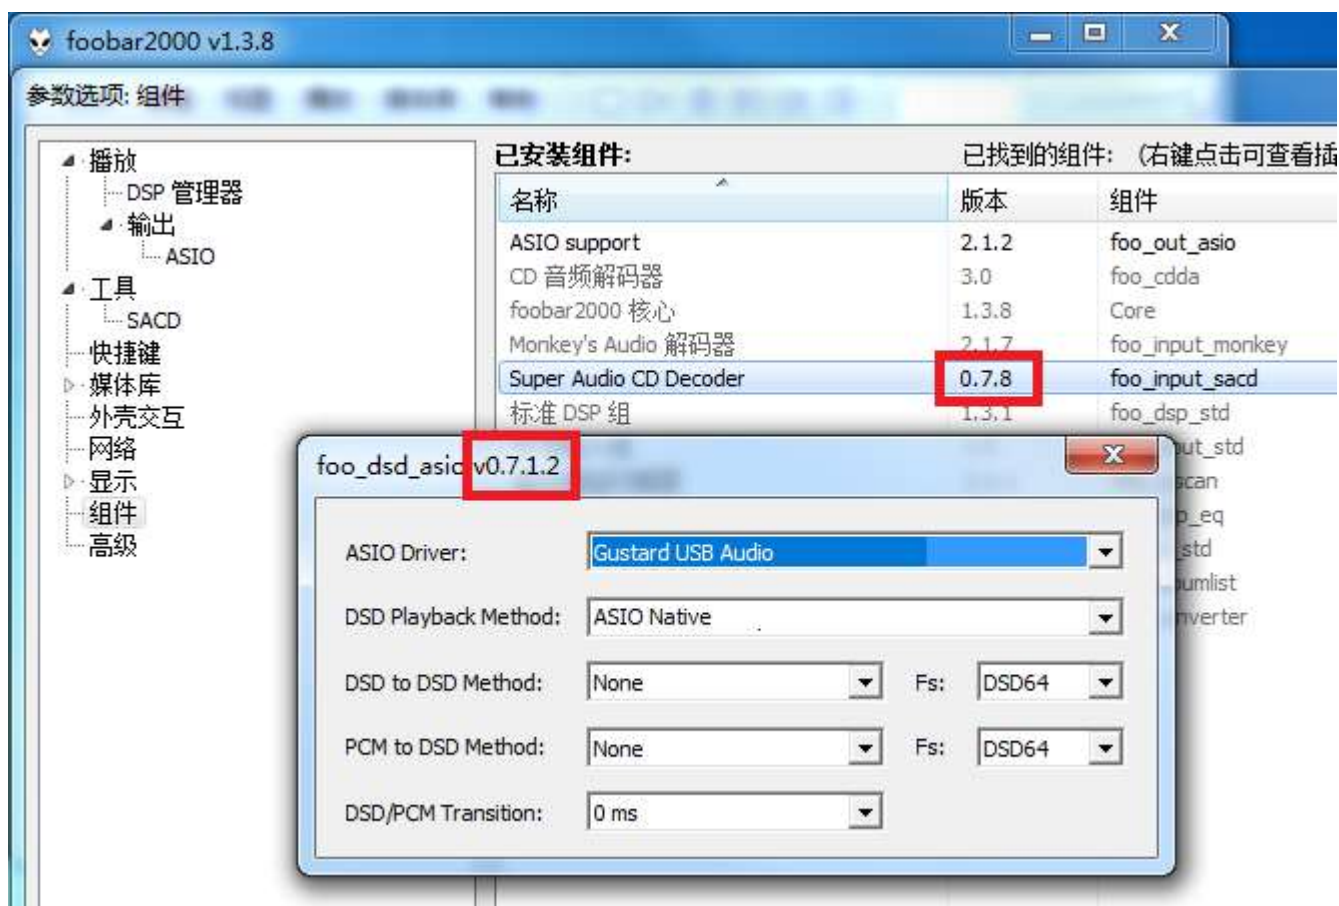 foobar2000 v1.3.8
参数选项: 组件
播放
DSP 管理器
输出
ASIO
工具
SACD
快捷键
媒体库
外壳交互
网络
显示
组件
高级
已安装组件: 已找到的组件: (右键点击可查看插
名称 版本 组件
ASIO support 2.1.2 foo_out_asio
CD 音频解码器 3.0 foo_cdda
foobar2000 核心 1.3.8 Core
Monkey's Audio 解码器 2.1.7 foo_input_monkey
Super Audio CD Decoder 0.7.8 foo_input_sacd
标准 DSP 组 1.3.1 foo_dsp_std
put_std
scan
p_eq
_std
umlist
nverter
foo_dsd_asio v0.7.1.2
ASIO Driver: Gustard USB Audio
DSD Playback Method: ASIO Native
DSD to DSD Method: None Fs: DSD64
PCM to DSD Method: None Fs: DSD64
DSD/PCM Transition: 0 ms